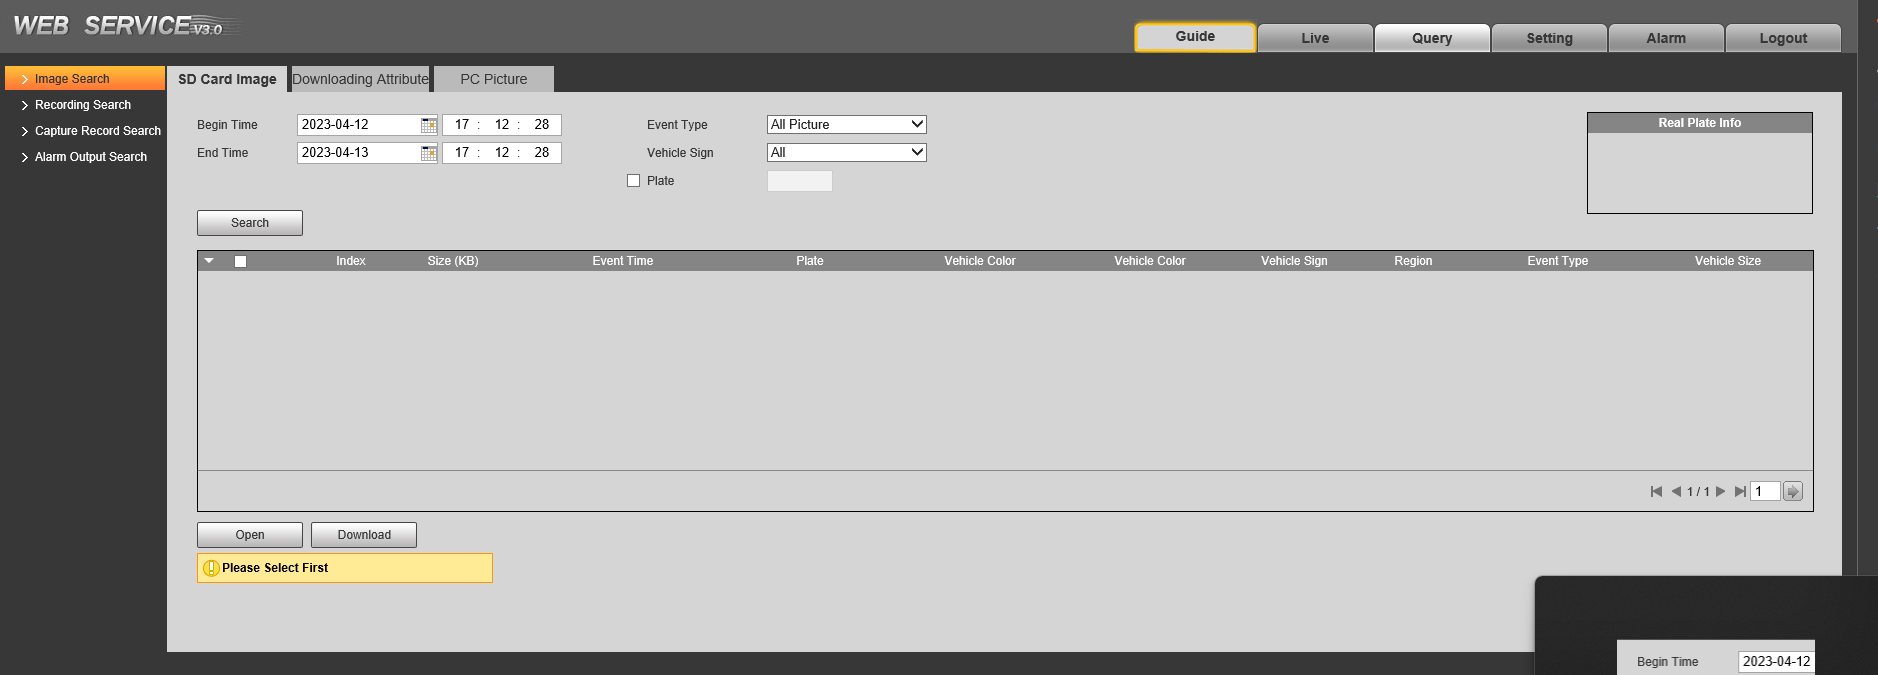 WEB SERVICE V3.0
Guide Live Query Setting Alarm Logout
Image Search
Recording Search
Capture Record Search
Alarm Output Search
SD Card Image Downloading Attribute PC Picture
Begin Time 2023-04-12 17 : 12 : 28 Event Type All Picture
End Time 2023-04-13 17 : 12 : 28 Vehicle Sign All
Plate
Real Plate Info
Search
Index Size (KB) Event Time Plate Vehicle Color Vehicle Color Vehicle Sign Region Event Type Vehicle Size
1 / 1 1
Open Download
Please Select First
Begin Time 2023-04-12